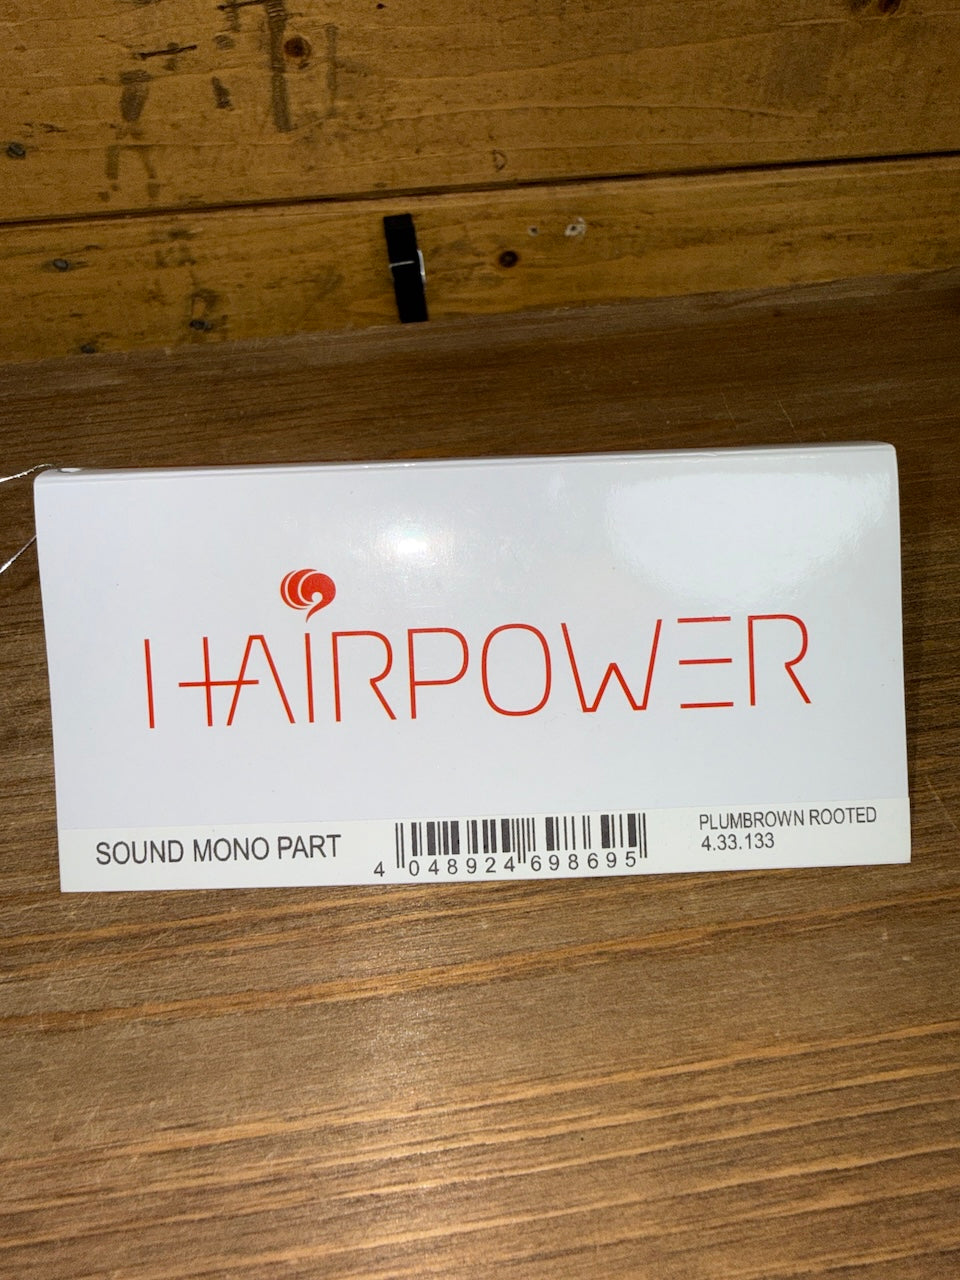 HAIRPOWER
SOUND MONO PART
4 048924 698695
PLUMBROWN ROOTED
4.33.133